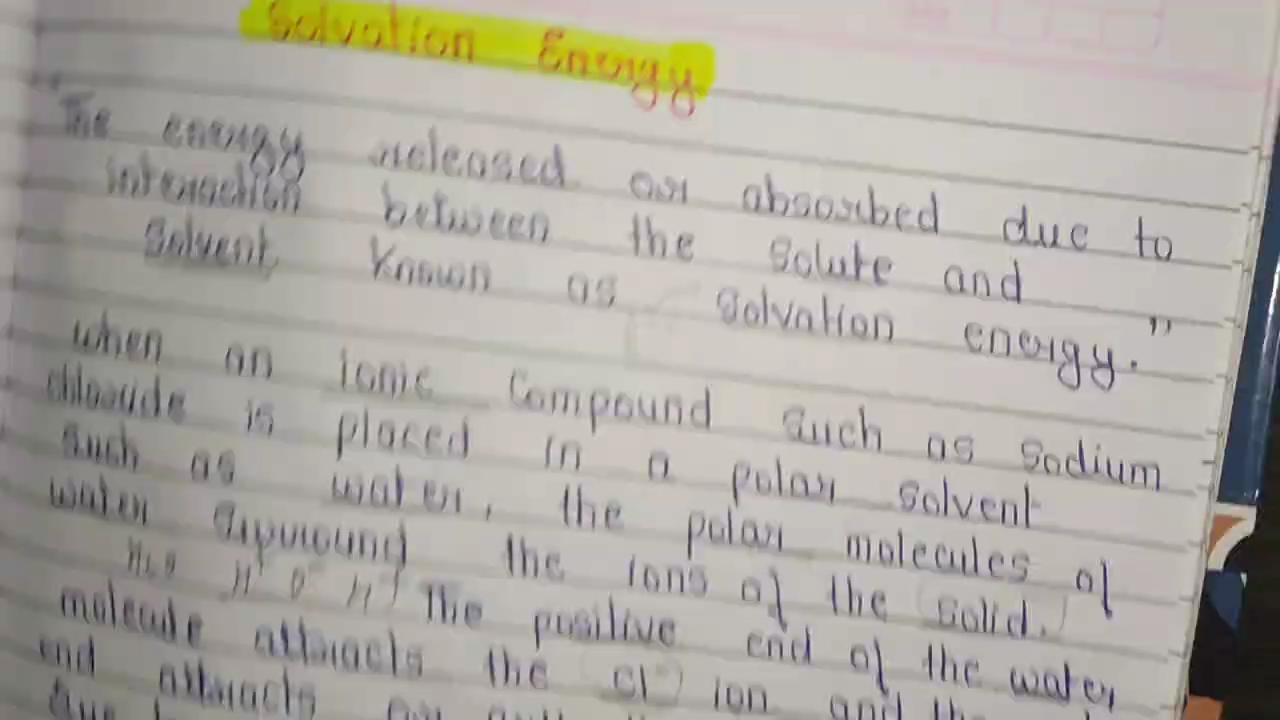 Solvation Energy
"The energy released or absorbed due to
interaction between the solute and
Solvent, Known as solvation energy."
when an ionic Compound such as Sodium
chloride is placed in a polar solvent
such as water, the polar molecules of
water surround the ions of the solid.
H₂O H⁺ O⁻ H⁺ The positive end of the water
molecule attracts the Cl⁻ ion and the
end attracts